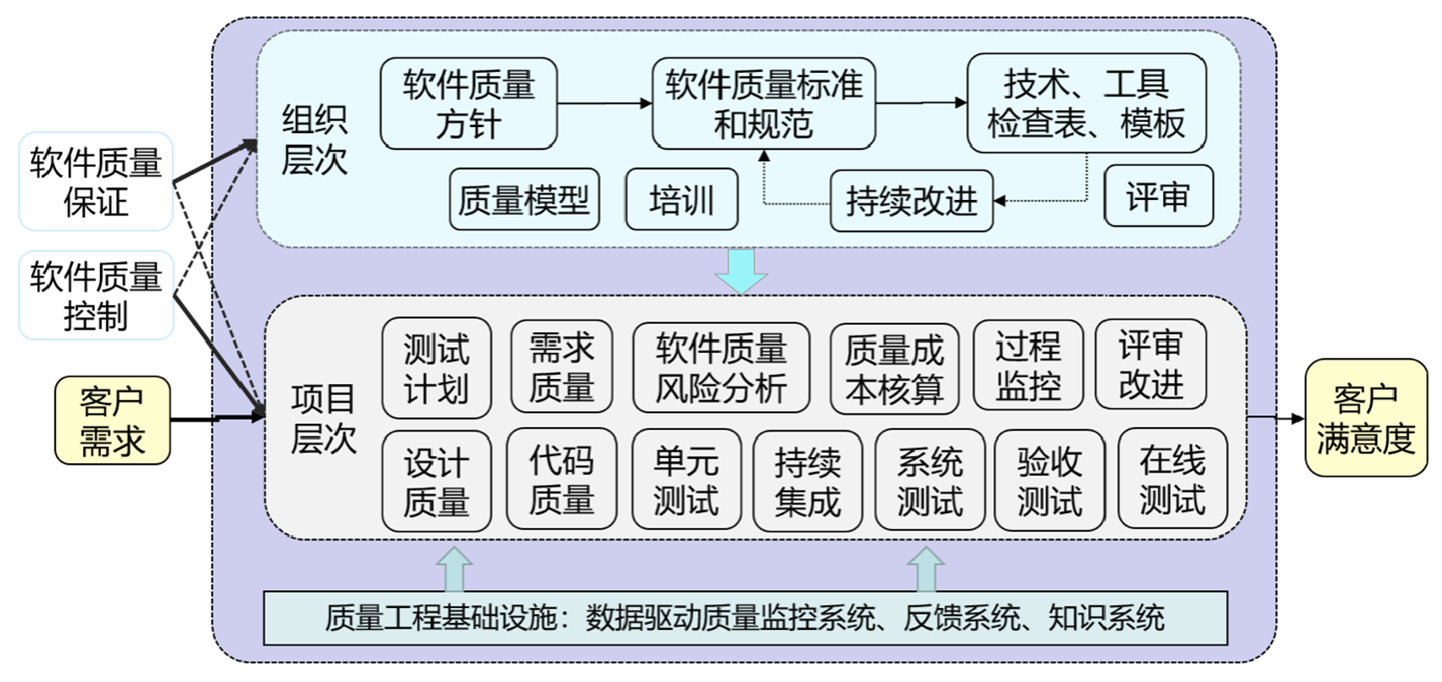 软件质量
保证
软件质量
控制
客户
需求
组织
层次
软件质量
方针
软件质量标准
和规范
技术、工具
检查表、模板
质量模型
培训
持续改进
评审
项目
层次
测试
计划
需求
质量
软件质量
风险分析
质量成
本核算
过程
监控
评审
改进
设计
质量
代码
质量
单元
测试
持续
集成
系统
测试
验收
测试
在线
测试
质量工程基础设施：数据驱动质量监控系统、反馈系统、知识系统
客户
满意度